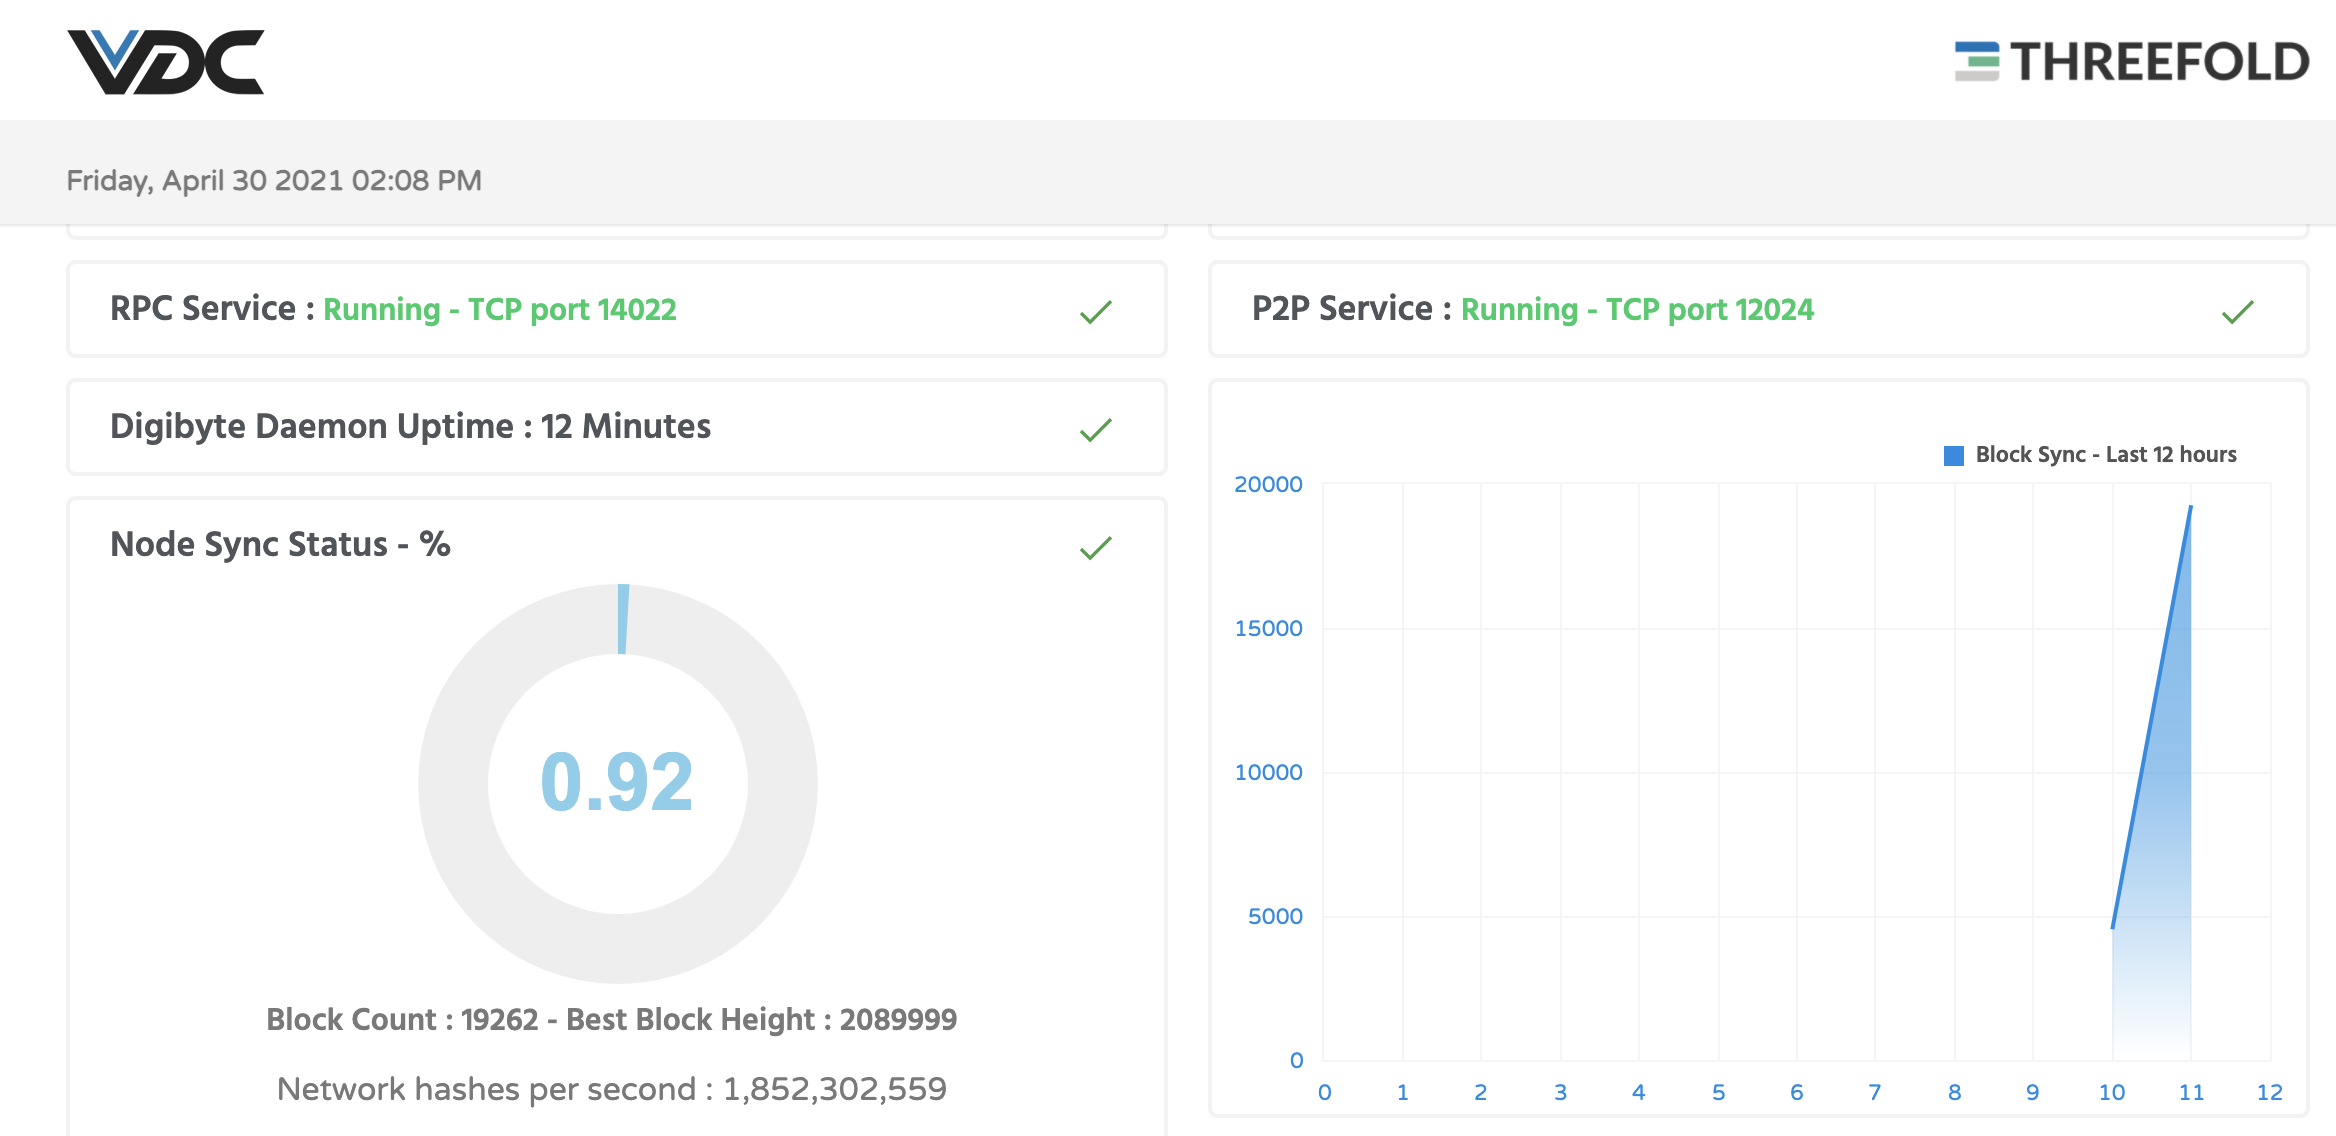 VDC
THREEFOLD
Friday, April 30 2021 02:08 PM
RPC Service : Running - TCP port 14022
P2P Service : Running - TCP port 12024
Digibyte Daemon Uptime : 12 Minutes
Node Sync Status - %
0.92
Block Count : 19262 - Best Block Height : 2089999
Network hashes per second : 1,852,302,559
Block Sync - Last 12 hours
20000
15000
10000
5000
0
0 1 2 3 4 5 6 7 8 9 10 11 12